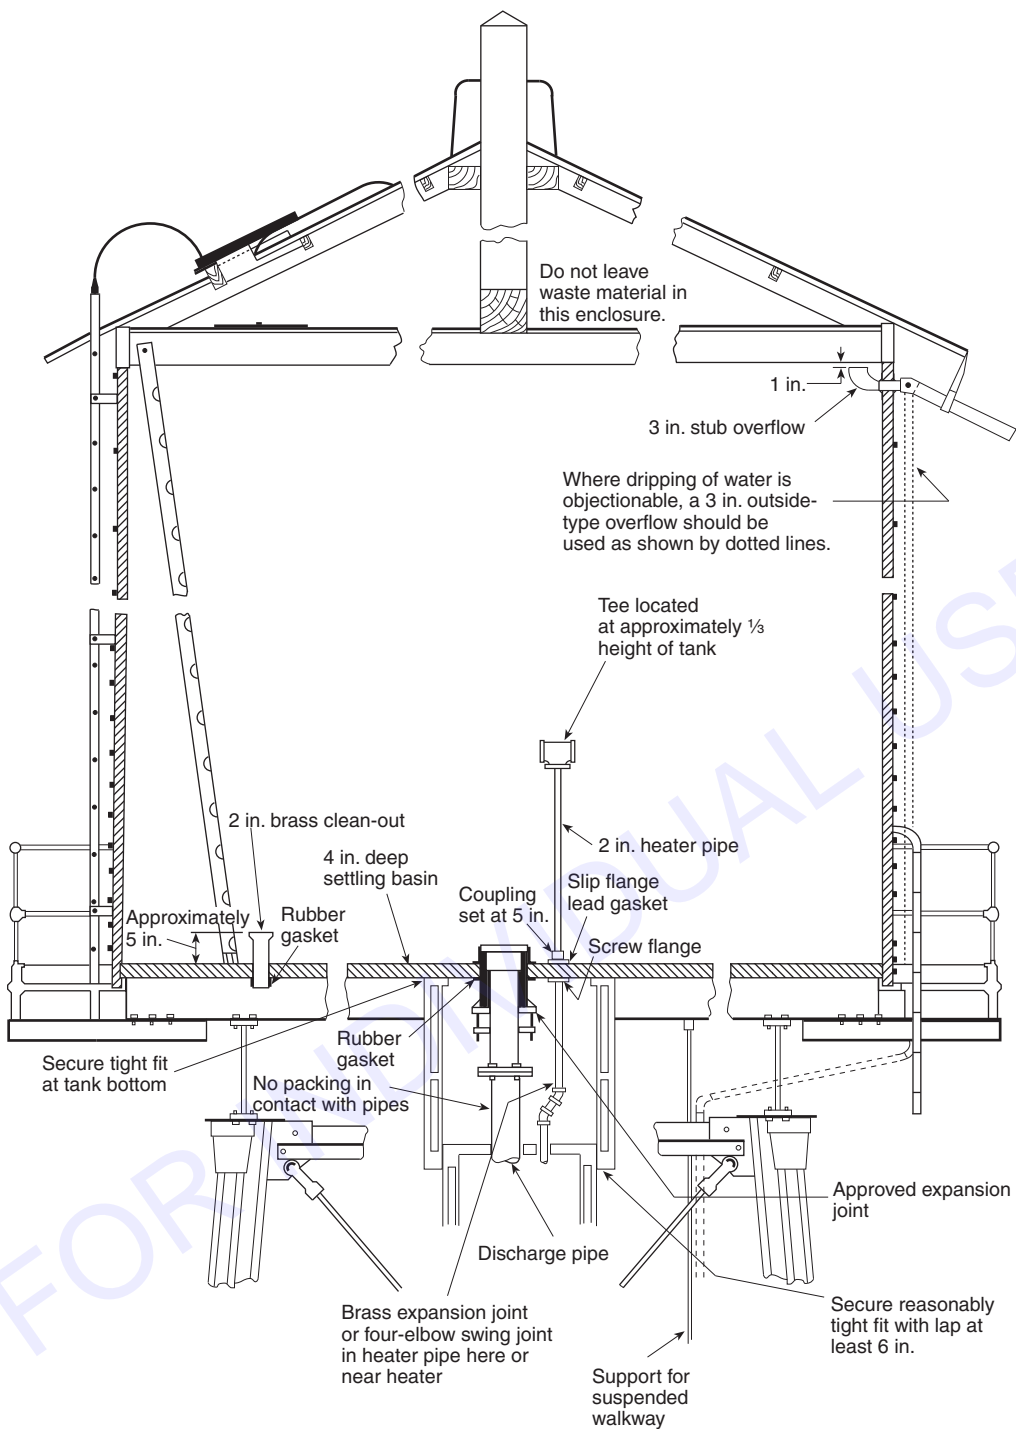 Do not leave
waste material in
this enclosure.
1 in.
3 in. stub overflow
Where dripping of water is
objectionable, a 3 in. outside-
type overflow should be
used as shown by dotted lines.
Tee located
at approximately ⅓
height of tank
2 in. brass clean-out
2 in. heater pipe
4 in. deep
settling basin
Slip flange
lead gasket
Coupling
set at 5 in.
Approximately
5 in.
Rubber
gasket
Screw flange
Secure tight fit
at tank bottom
Rubber
gasket
No packing in
contact with pipes
Approved expansion
joint
Discharge pipe
Brass expansion joint
or four-elbow swing joint
in heater pipe here or
near heater
Secure reasonably
tight fit with lap at
least 6 in.
Support for
suspended
walkway
FOR INDIVIDUAL USE